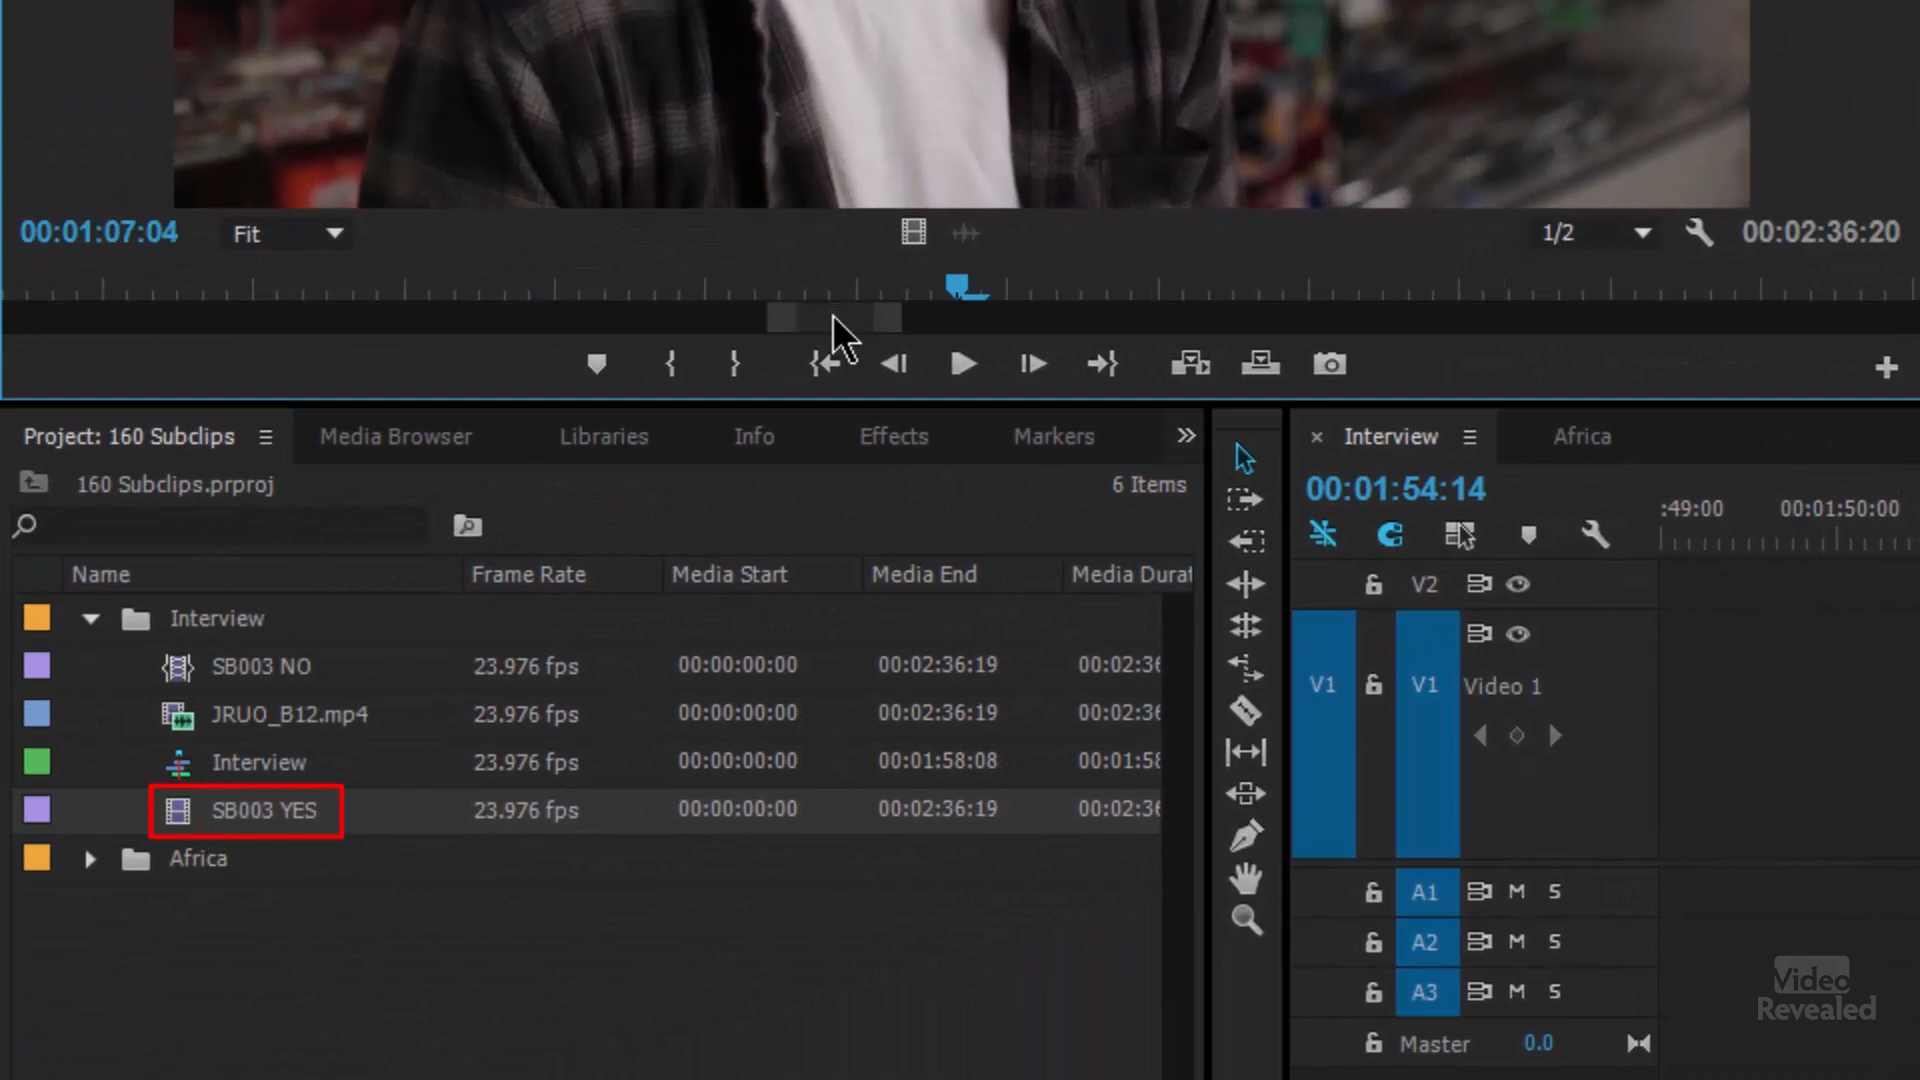 00:01:07:04 Fit 1/2 00:02:36:20
Project: 160 Subclips Media Browser Libraries Info Effects Markers
160 Subclips.prproj 6 Items
Name Frame Rate Media Start Media End Media Durat
Interview
SB003 NO 23.976 fps 00:00:00:00 00:02:36:19 00:02:36
JRUO_B12.mp4 23.976 fps 00:00:00:00 00:02:36:19 00:02:36
Interview 23.976 fps 00:00:00:00 00:01:58:08 00:01:58
SB003 YES 23.976 fps 00:00:00:00 00:02:36:19 00:02:36
Africa
Interview Africa
00:01:54:14
:49:00 00:01:50:00
V2
V1 V1 Video 1
A1 M S
A2 M S
A3 M S
Master 0.0
Video
Revealed